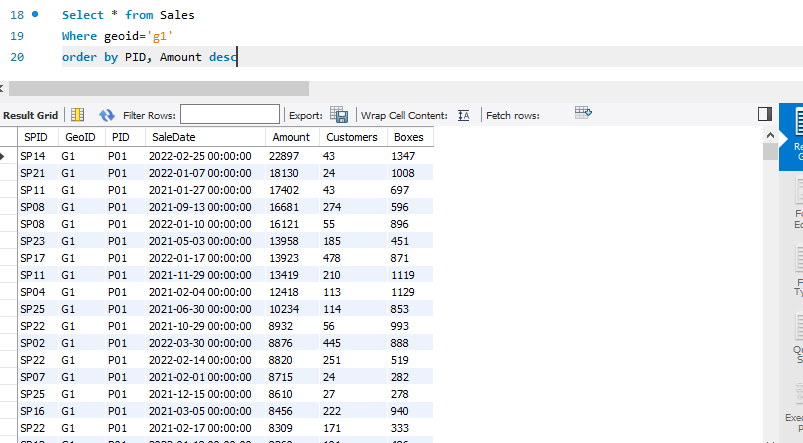 18 Select * from Sales
19 Where geoid='g1'
20 order by PID, Amount desc
Result Grid Filter Rows: Export: Wrap Cell Content: Fetch rows:
SPID GeoID PID SaleDate Amount Customers Boxes
SP14 G1 P01 2022-02-25 00:00:00 22897 43 1347
SP21 G1 P01 2022-01-07 00:00:00 18130 24 1008
SP11 G1 P01 2021-01-27 00:00:00 17402 43 697
SP08 G1 P01 2021-09-13 00:00:00 16681 274 596
SP08 G1 P01 2022-01-10 00:00:00 16121 55 896
SP23 G1 P01 2021-05-03 00:00:00 13958 185 451
SP17 G1 P01 2022-01-17 00:00:00 13923 478 871
SP11 G1 P01 2021-11-29 00:00:00 13419 210 1119
SP04 G1 P01 2021-02-04 00:00:00 12418 113 1129
SP25 G1 P01 2021-06-30 00:00:00 10234 114 853
SP22 G1 P01 2021-10-29 00:00:00 8932 56 993
SP02 G1 P01 2022-03-30 00:00:00 8876 445 888
SP22 G1 P01 2022-02-14 00:00:00 8820 251 519
SP07 G1 P01 2021-02-01 00:00:00 8715 24 282
SP25 G1 P01 2021-12-15 00:00:00 8610 27 278
SP16 G1 P01 2021-03-05 00:00:00 8456 222 940
SP22 G1 P01 2021-02-17 00:00:00 8309 171 333